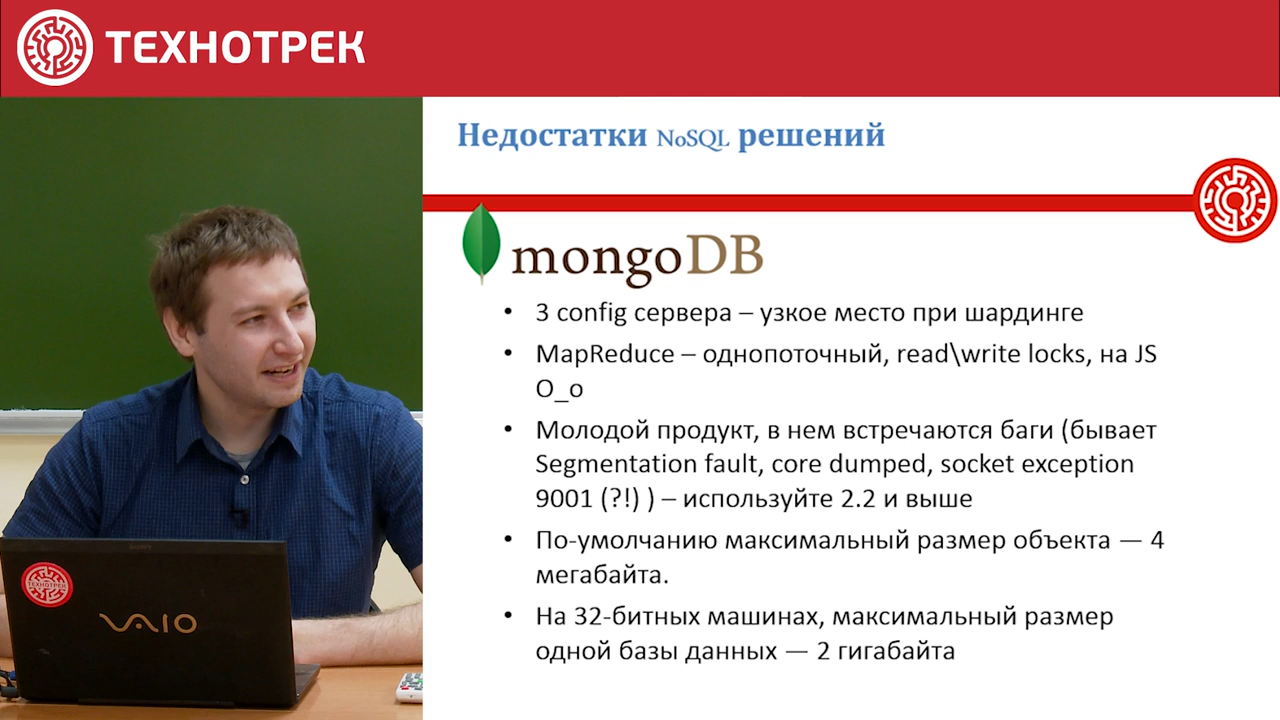 ТЕХНОТРЕК
Недостатки NoSQL решений
mongoDB
• 3 config сервера – узкое место при шардинге
• MapReduce – однопоточный, read\write locks, на JS
O_o
• Молодой продукт, в нем встречаются баги (бывает
Segmentation fault, core dumped, socket exception
9001 (?!) ) – используйте 2.2 и выше
• По-умолчанию максимальный размер объекта — 4
мегабайта.
• На 32-битных машинах, максимальный размер
одной базы данных — 2 гигабайта
SONY
ТЕХНОТРЕК
VAIO